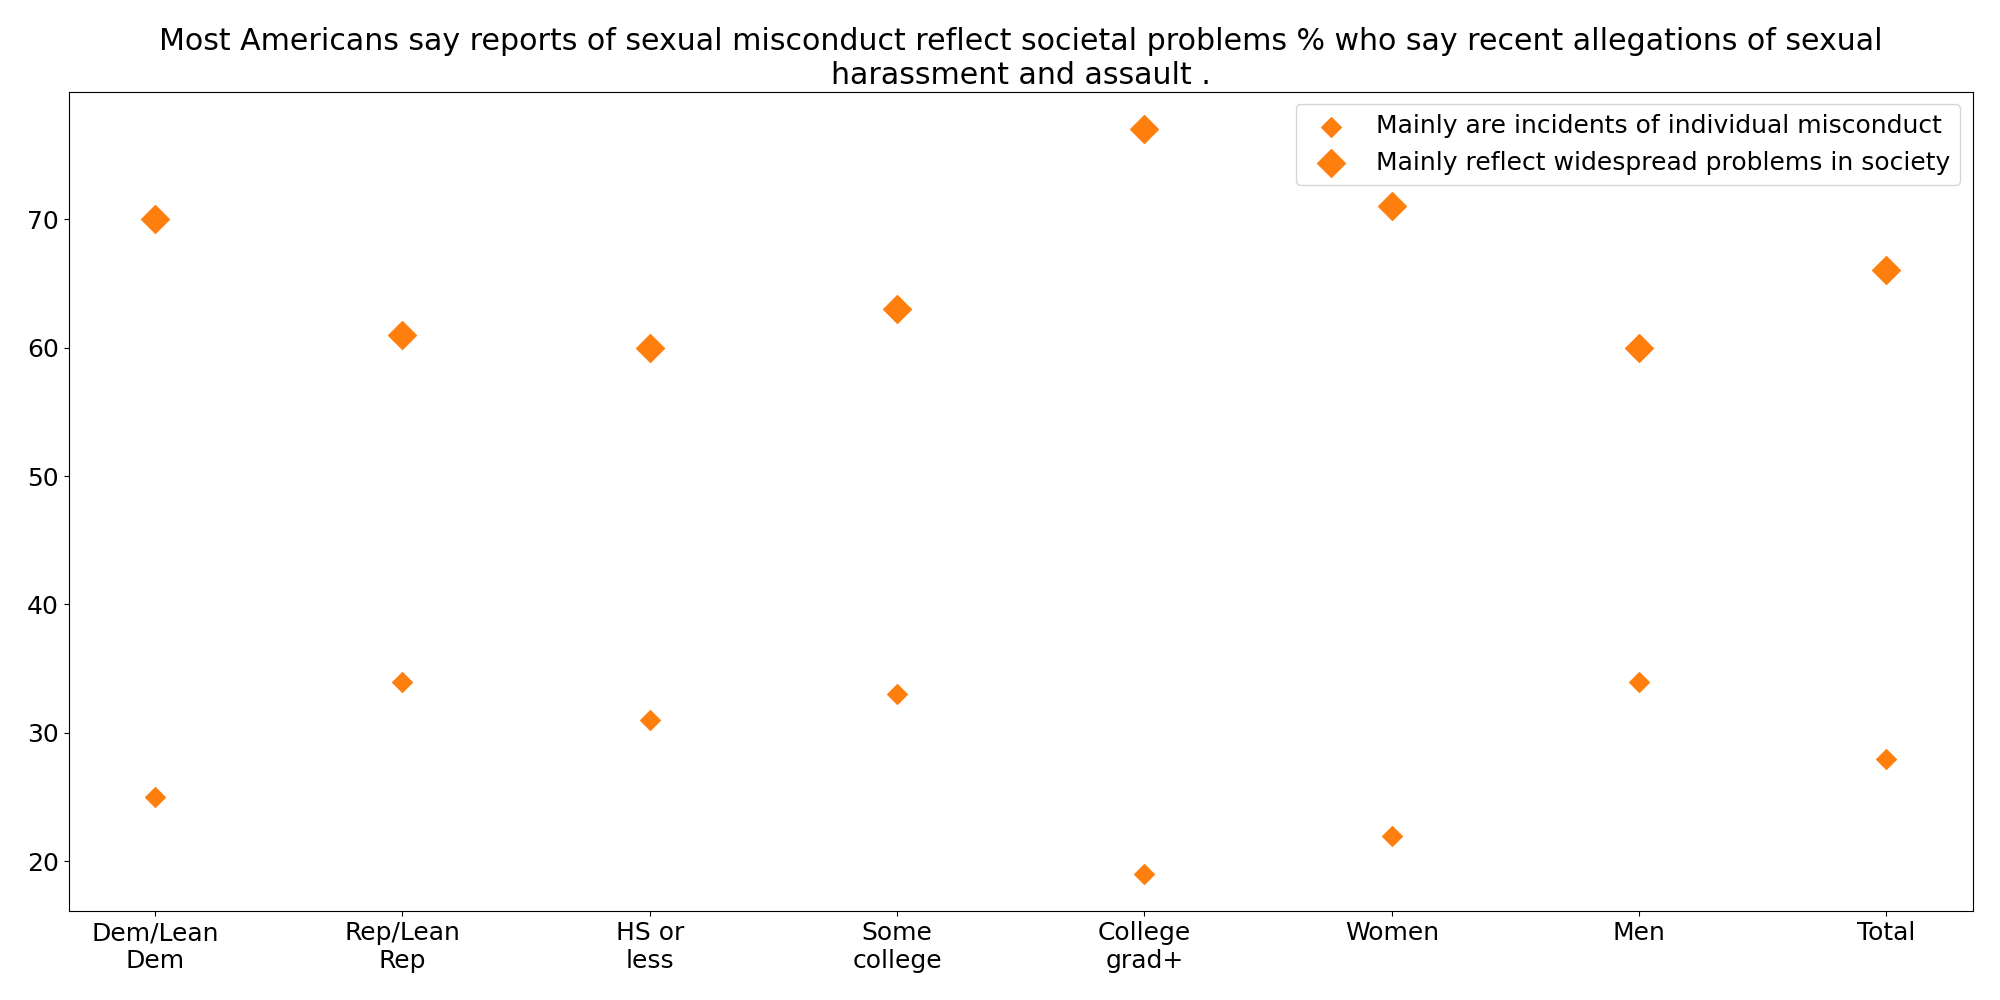 Most Americans say reports of sexual misconduct reflect societal problems % who say recent allegations of sexual
harassment and assault .
Mainly are incidents of individual misconduct
Mainly reflect widespread problems in society
70
60
50
40
30
20
Dem/Lean
Dem
Rep/Lean
Rep
HS or
less
Some
college
College
grad+
Women
Men
Total